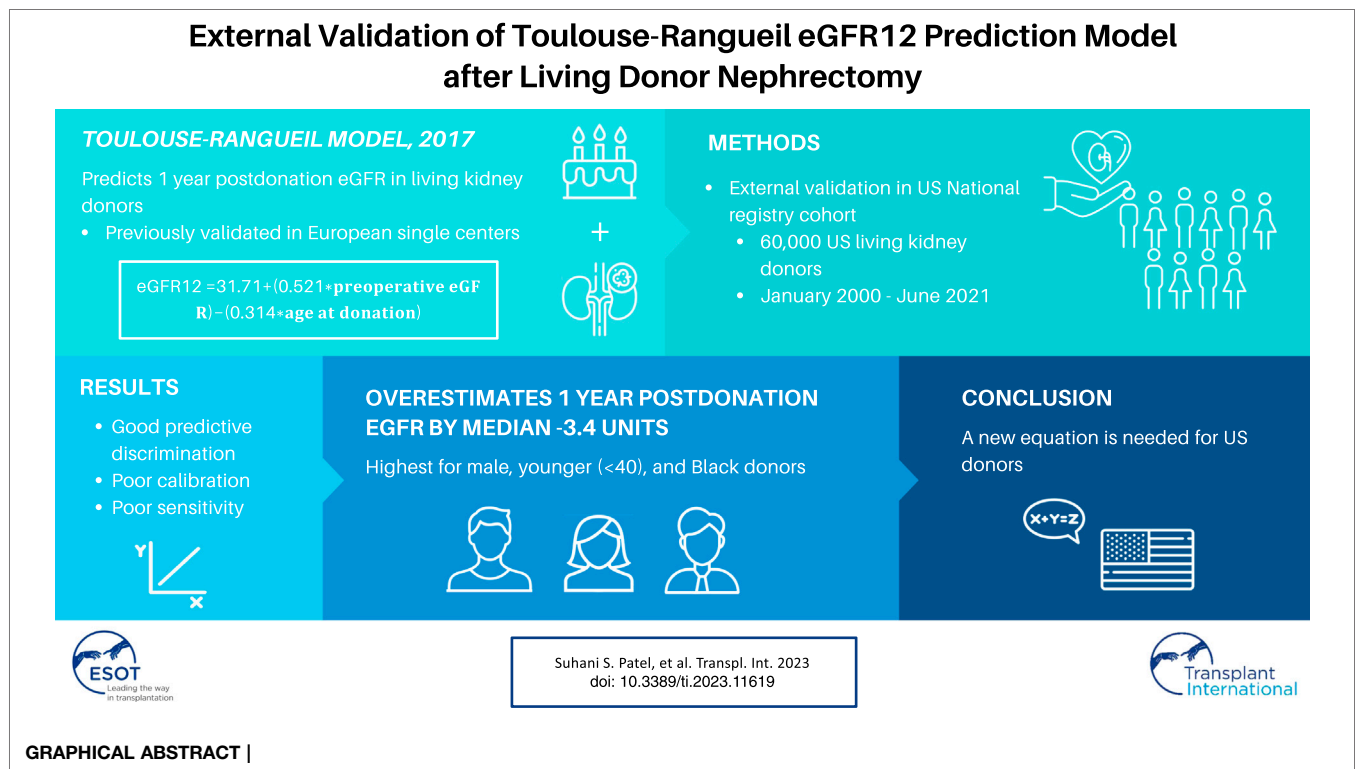 External Validation of Toulouse-Rangueil eGFR12 Prediction Model
after Living Donor Nephrectomy
TOULOUSE-RANGUEIL MODEL, 2017
Predicts 1 year postdonation eGFR in living kidney
donors
• Previously validated in European single centers
eGFR12 =31.71+(0.521*preoperative eGF
R)−(0.314*age at donation)
+
METHODS
• External validation in US National
registry cohort
• 60,000 US living kidney
donors
• January 2000 - June 2021
RESULTS
• Good predictive
discrimination
• Poor calibration
• Poor sensitivity
Y
X
OVERESTIMATES 1 YEAR POSTDONATION
EGFR BY MEDIAN -3.4 UNITS
Highest for male, younger (<40), and Black donors
CONCLUSION
A new equation is needed for US
donors
X+Y=Z
ESOT
Leading the way
in transplantation
Suhani S. Patel, et al. Transpl. Int. 2023
doi: 10.3389/ti.2023.11619
Transplant
International
GRAPHICAL ABSTRACT |